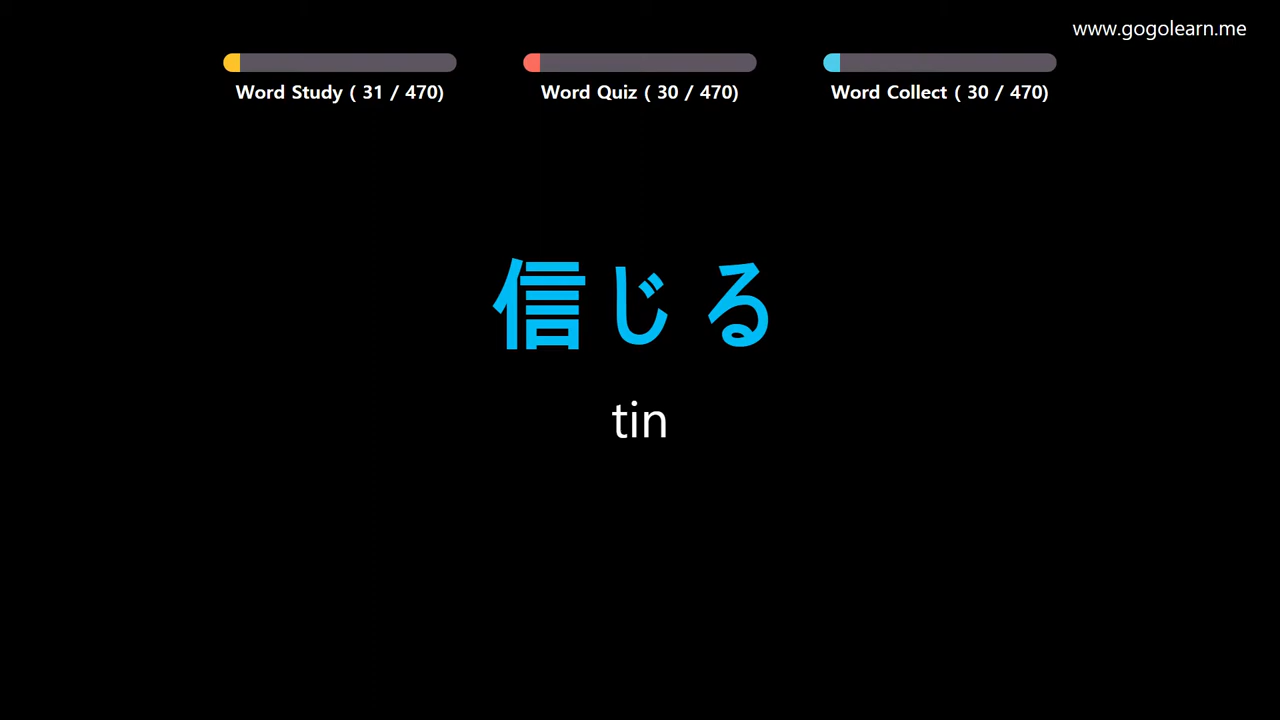 www.gogolearn.me
Word Study ( 31 / 470)
Word Quiz ( 30 / 470)
Word Collect ( 30 / 470)
信じる
tin